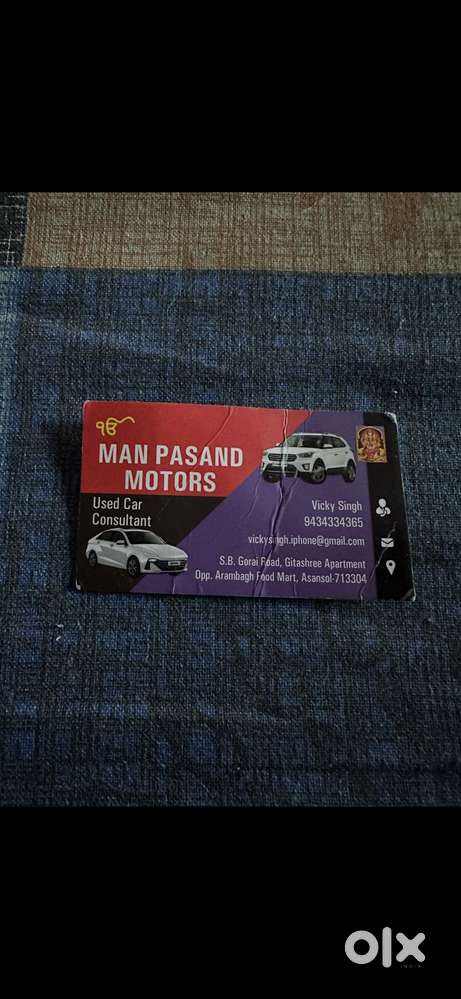 ੴ
MAN PASAND
MOTORS
Used Car
Consultant
Vicky Singh
9434334365
vickysingh.iphone@gmail.com
S.B. Gorai Road, Gitashree Apartment
Opp. Arambagh Food Mart, Asansol-713304
olx
INDIA